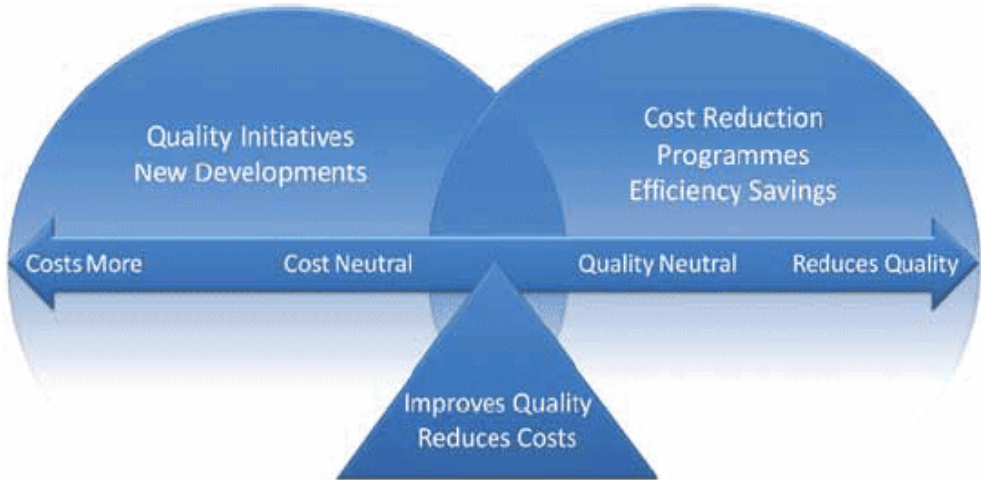 Quality Initiatives
New Developments
Cost Reduction
Programmes
Efficiency Savings
Costs More
Cost Neutral
Quality Neutral
Reduces Quality
Improves Quality
Reduces Costs